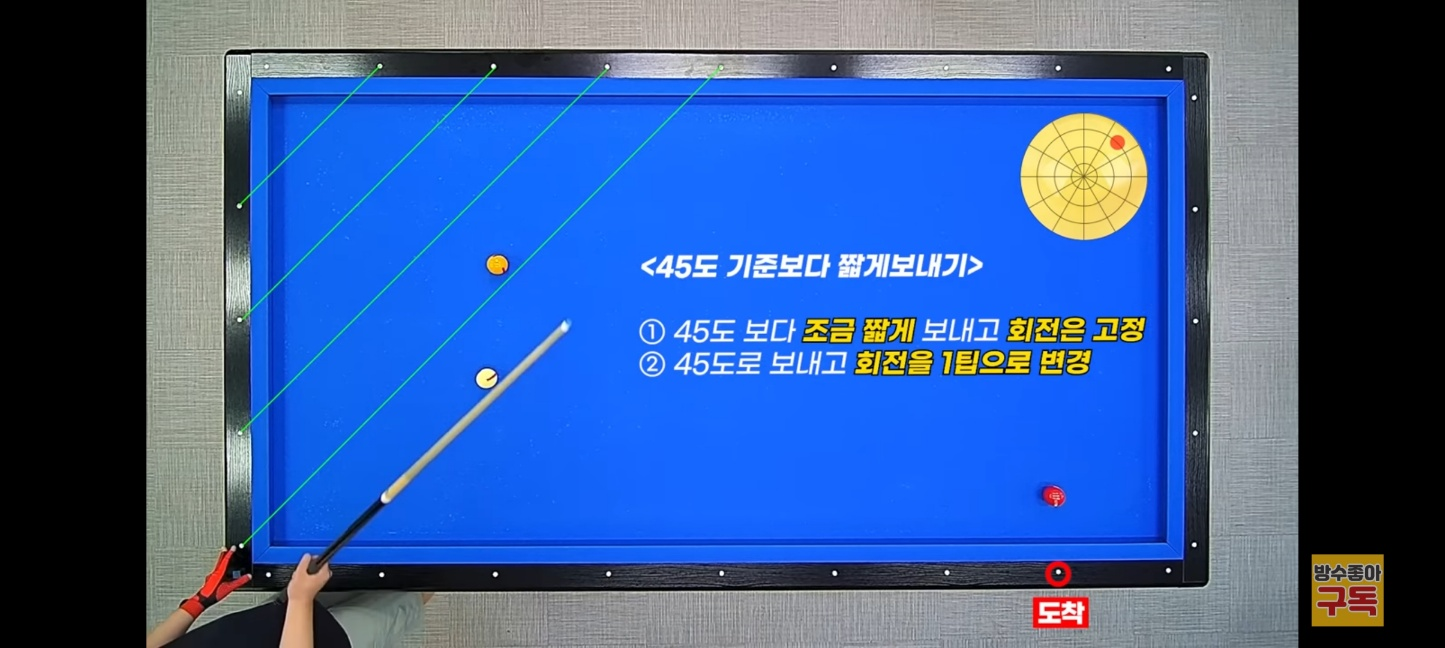 <45도 기준보다 짧게보내기>
① 45도 보다 조금 짧게 보내고 회전은 고정
② 45도로 보내고 회전을 1팁으로 변경
도착
방수좋아
구독